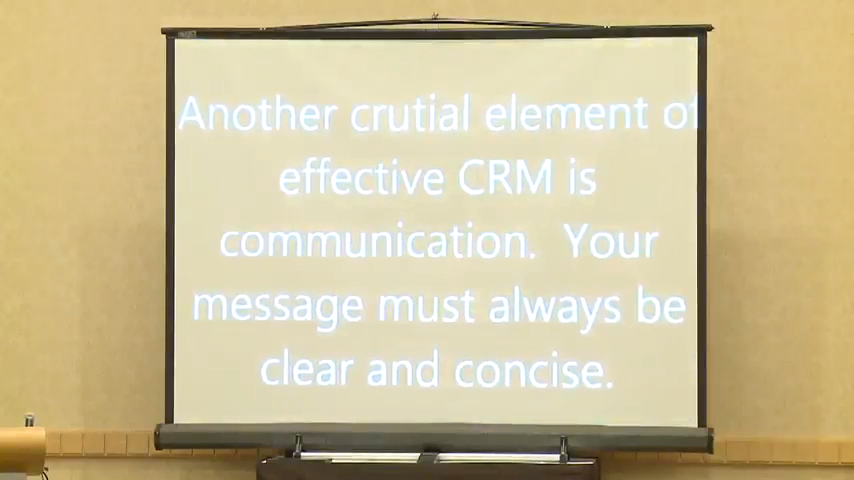 Another crutial element of
effective CRM is
communication.  Your
message must always be
clear and concise.